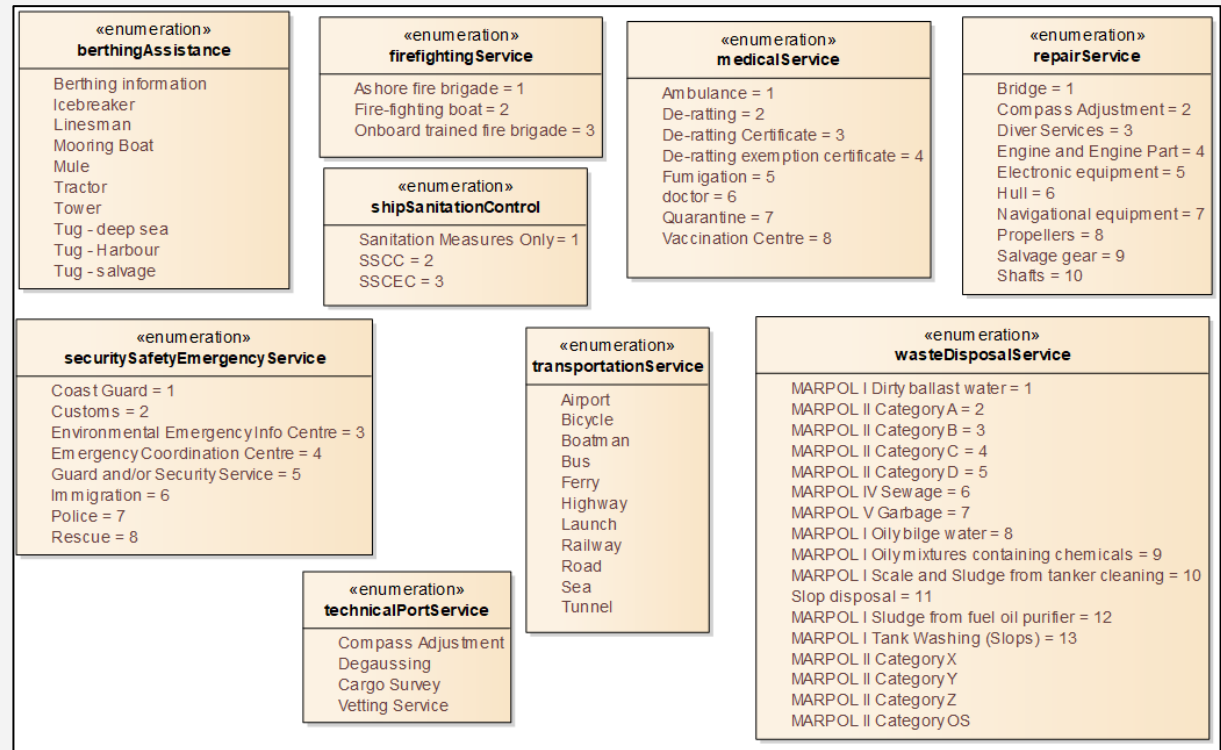 «enumeration»
berthingAssistance
Berthing information
Icebreaker
Linesman
Mooring Boat
Mule
Tractor
Tower
Tug - deep sea
Tug - Harbour
Tug - salvage
«enumeration»
firefightingService
Ashore fire brigade = 1
Fire-fighting boat = 2
Onboard trained fire brigade = 3
«enumeration»
shipSanitationControl
Sanitation Measures Only = 1
SSCC = 2
SSCEC = 3
«enumeration»
medicalService
Ambulance = 1
De-ratting = 2
De-ratting Certificate = 3
De-ratting exemption certificate = 4
Fumigation = 5
doctor = 6
Quarantine = 7
Vaccination Centre = 8
«enumeration»
repairService
Bridge = 1
Compass Adjustment = 2
Diver Services = 3
Engine and Engine Part = 4
Electronic equipment = 5
Hull = 6
Navigational equipment = 7
Propellers = 8
Salvage gear = 9
Shafts = 10
«enumeration»
securitySafetyEmergencyService
Coast Guard = 1
Customs = 2
Environmental Emergency Info Centre = 3
Emergency Coordination Centre = 4
Guard and/or Security Service = 5
Immigration = 6
Police = 7
Rescue = 8
«enumeration»
technicalPortService
Compass Adjustment
Degaussing
Cargo Survey
Vetting Service
«enumeration»
transportationService
Airport
Bicycle
Boatman
Bus
Ferry
Highway
Launch
Railway
Road
Sea
Tunnel
«enumeration»
wasteDisposalService
MARPOL I Dirty ballast water = 1
MARPOL II Category A = 2
MARPOL II Category B = 3
MARPOL II Category C = 4
MARPOL II Category D = 5
MARPOL IV Sewage = 6
MARPOL V Garbage = 7
MARPOL I Oily bilge water = 8
MARPOL I Oily mixtures containing chemicals = 9
MARPOL I Scale and Sludge from tanker cleaning = 10
Slop disposal = 11
MARPOL I Sludge from fuel oil purifier = 12
MARPOL I Tank Washing (Slops) = 13
MARPOL II Category X
MARPOL II Category Y
MARPOL II Category Z
MARPOL II Category OS